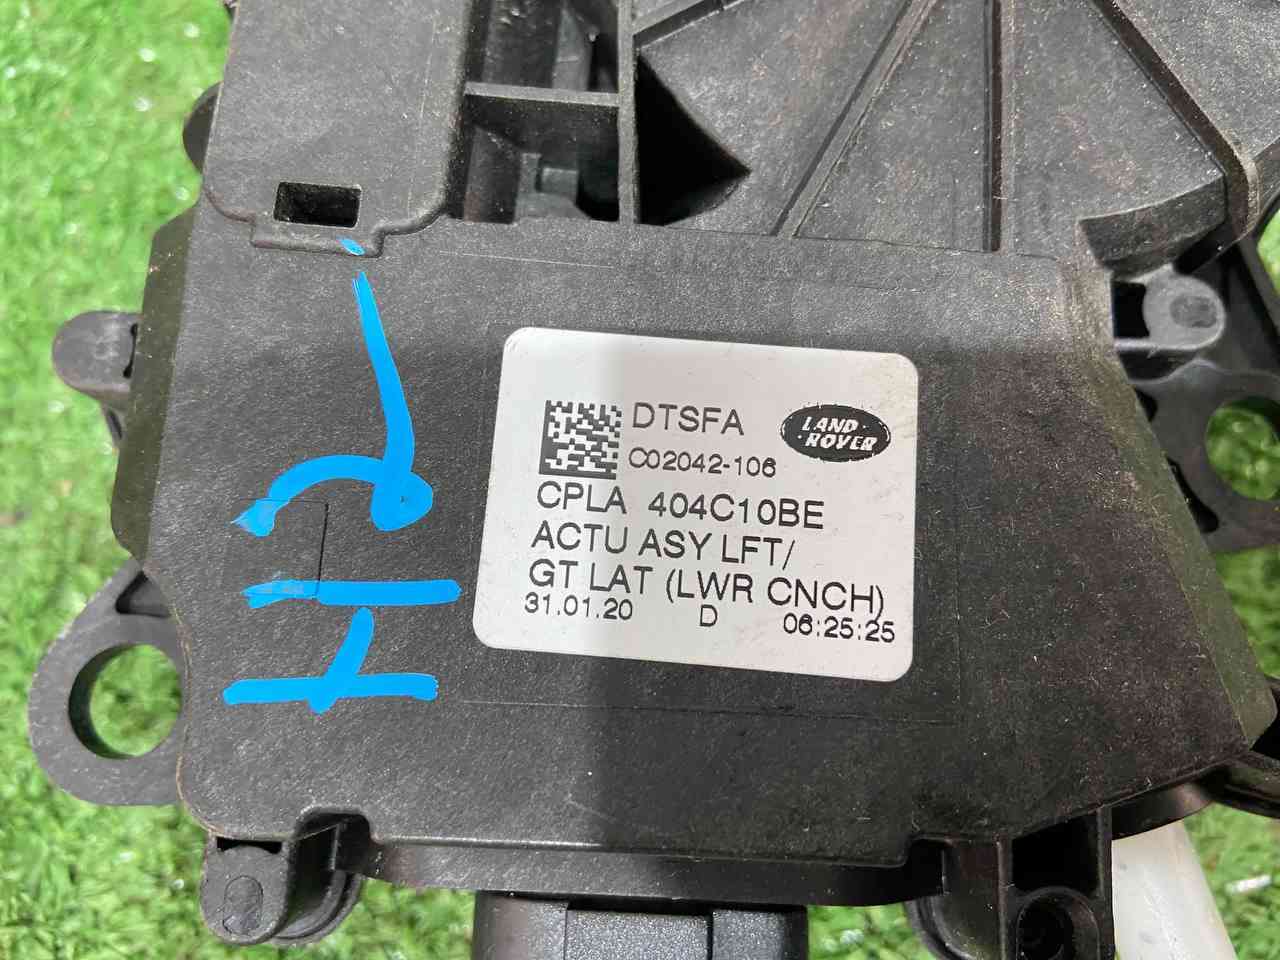 DTSFA
LAND
ROVER
C02042-106
CPLA 404C10BE
ACTU ASY LFT/
GT LAT (LWR CNCH)
31.01.20 D 06:25:25